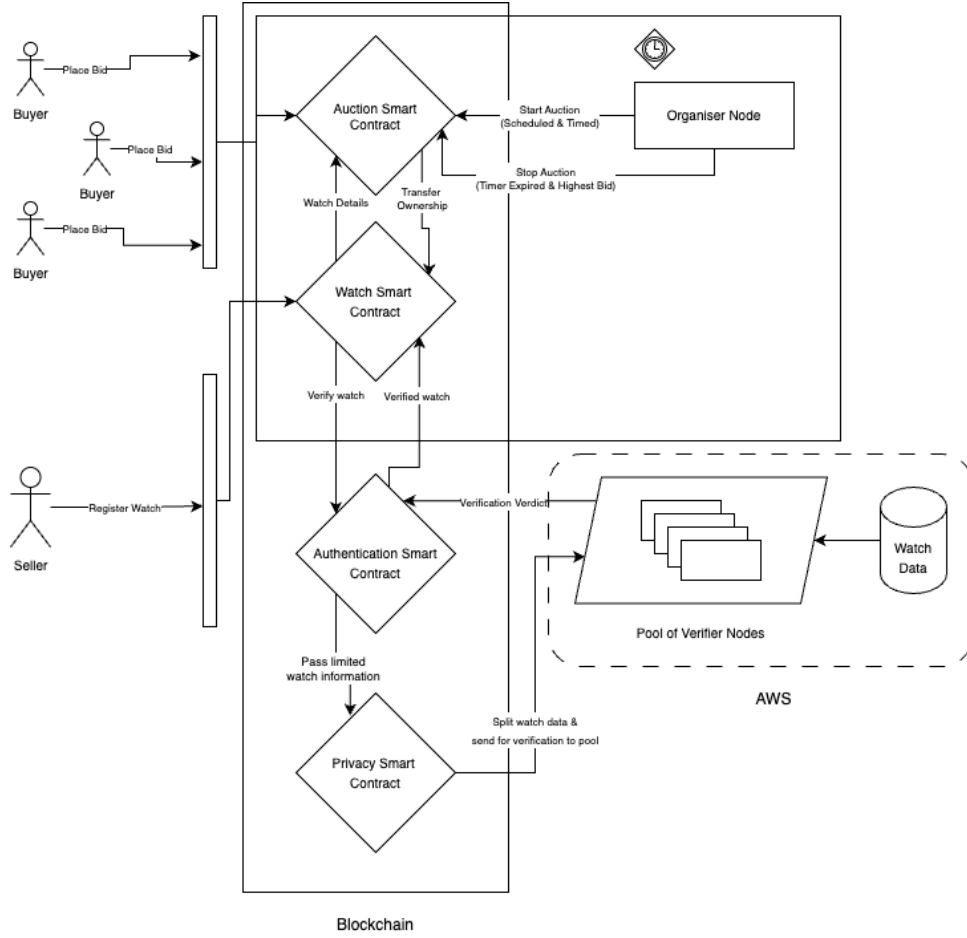 Place Bid
Buyer
Place Bid
Buyer
Place Bid
Buyer
Auction Smart
Contract
Start Auction
(Scheduled & Timed)
Organiser Node
Stop Auction
(Timer Expired & Highest Bid)
Watch Details
Transfer
Ownership
Watch Smart
Contract
Verify watch
Verified watch
Register Watch
Seller
Verification Verdict
Authentication Smart
Contract
Watch
Data
Pool of Verifier Nodes
AWS
Pass limited
watch information
Split watch data &
send for verification to pool
Privacy Smart
Contract
Blockchain